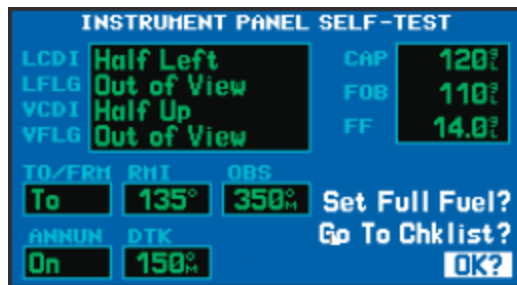 INSTRUMENT PANEL SELF-TEST
LCDI Half Left CAP 120 g/L
LFLG Out of View FOB 110 g/L
VCDI Half Up
VFLG Out of View FF 14.0 g/L
TO/FRM RMI OBS
To 135° 350°M Set Full Fuel?
Go To Chklist?
ANNUN DTK
On 150°M OK?